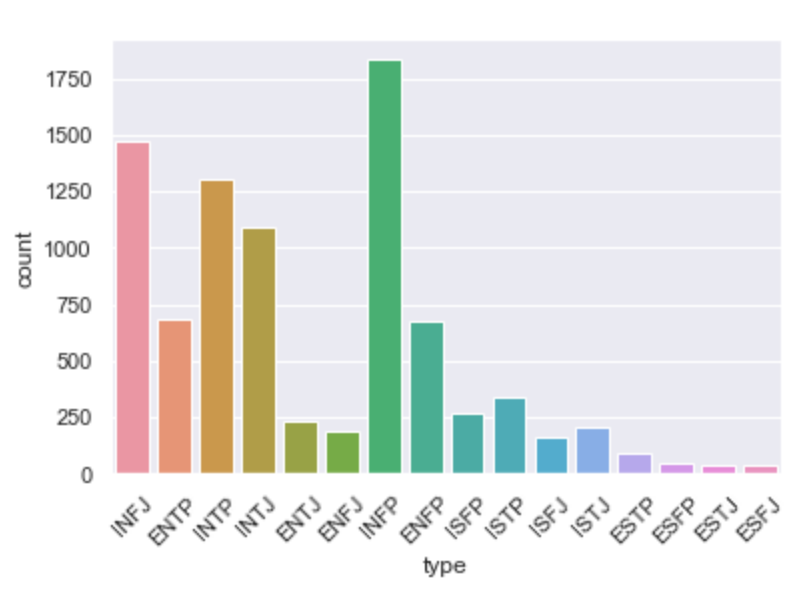 1750
1500
1250
1000
750
500
250
0
count
INFJ
ENTP
INTP
INTJ
ENTJ
ENFJ
INFP
ENFP
ISFP
ISTP
ISFJ
ISTJ
ESTP
ESFP
ESTJ
ESFJ
type